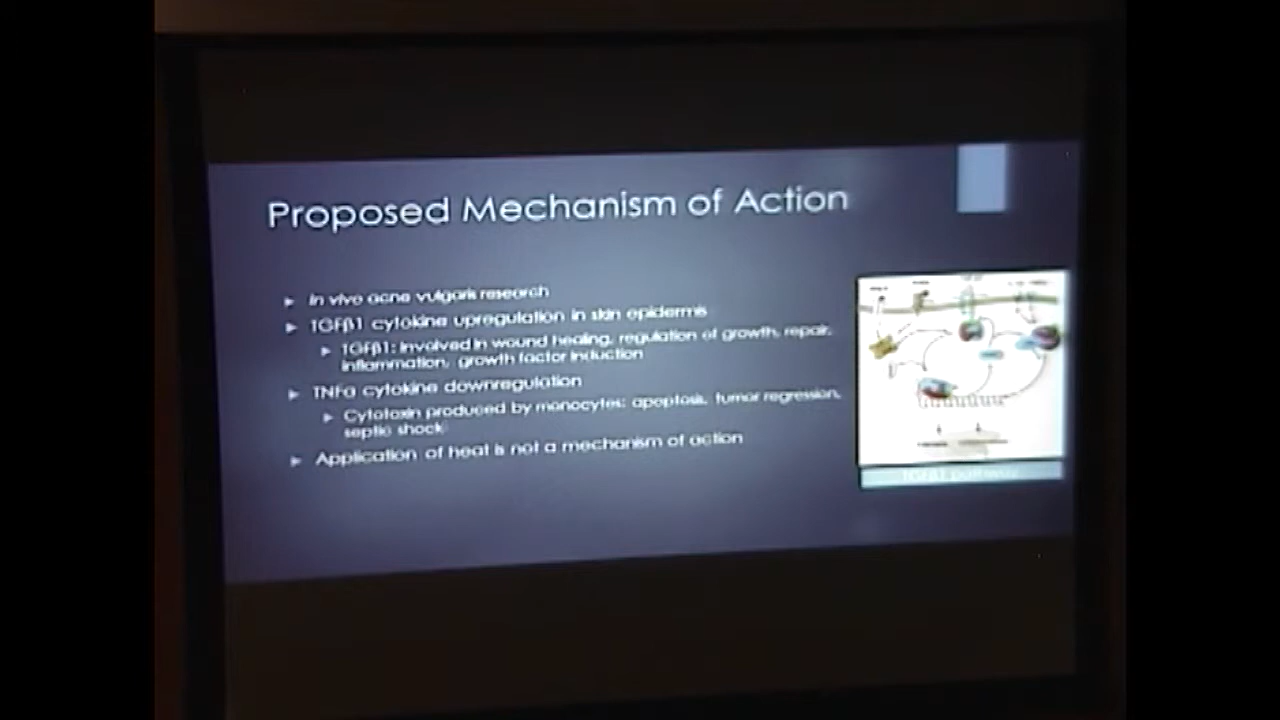 Proposed Mechanism of Action
In vivo acne vulgaris research
TGFβ1 cytokine upregulation in skin epidermis
TGFβ1: involved in wound healing, regulation of growth, repair,
inflammation, growth factor induction
TNFα cytokine downregulation
Cytotoxin produced by monocytes: apoptosis, tumor regression,
septic shock
Application of heat is not a mechanism of action
TGFβ1 pathway